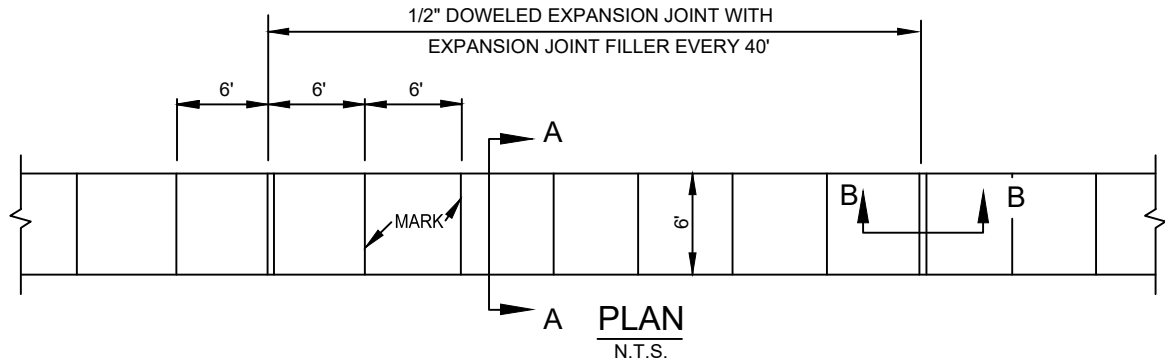 1/2" DOWELED EXPANSION JOINT WITH
EXPANSION JOINT FILLER EVERY 40'
6'
6'
6'
A
B
B
MARK
6'
A
PLAN
N.T.S.